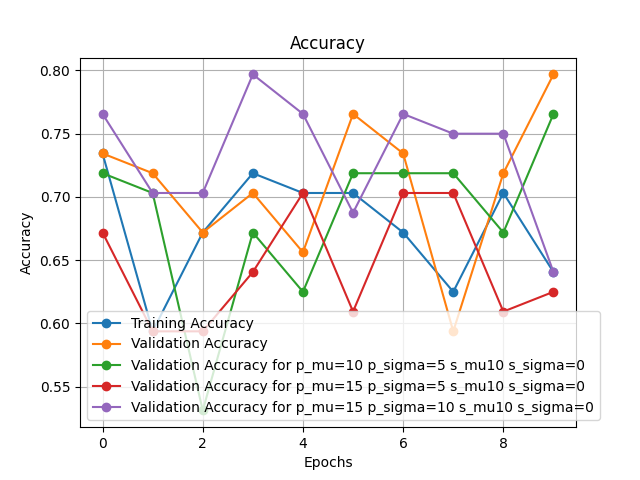 Accuracy
0.80
0.75
0.70
0.65
0.60
0.55
Accuracy
Training Accuracy
Validation Accuracy
Validation Accuracy for p_mu=10 p_sigma=5 s_mu10 s_sigma=0
Validation Accuracy for p_mu=15 p_sigma=5 s_mu10 s_sigma=0
Validation Accuracy for p_mu=15 p_sigma=10 s_mu10 s_sigma=0
0 2 4 6 8
Epochs